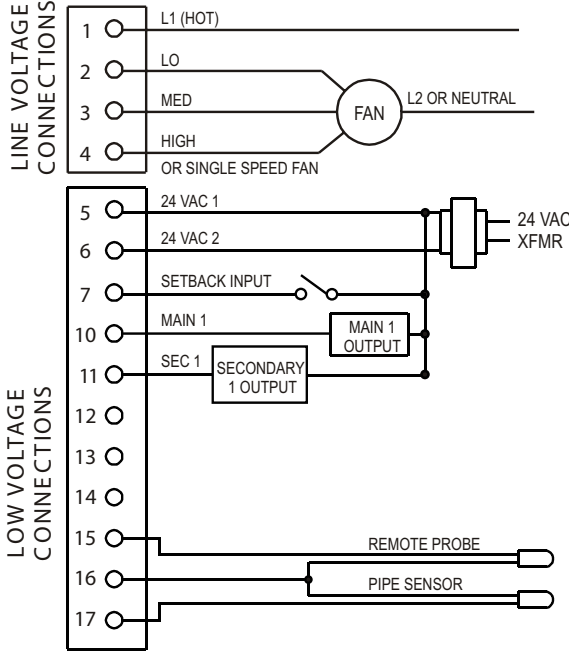 LINE VOLTAGE
CONNECTIONS
1
L1 (HOT)
2
LO
3
MED
4
HIGH
OR SINGLE SPEED FAN
FAN
L2 OR NEUTRAL
LOW VOLTAGE
CONNECTIONS
5
24 VAC 1
6
24 VAC 2
24 VAC
XFMR
7
SETBACK INPUT
10
MAIN 1
MAIN 1
OUTPUT
11
SEC 1
SECONDARY
1 OUTPUT
12
13
14
15
REMOTE PROBE
16
PIPE SENSOR
17